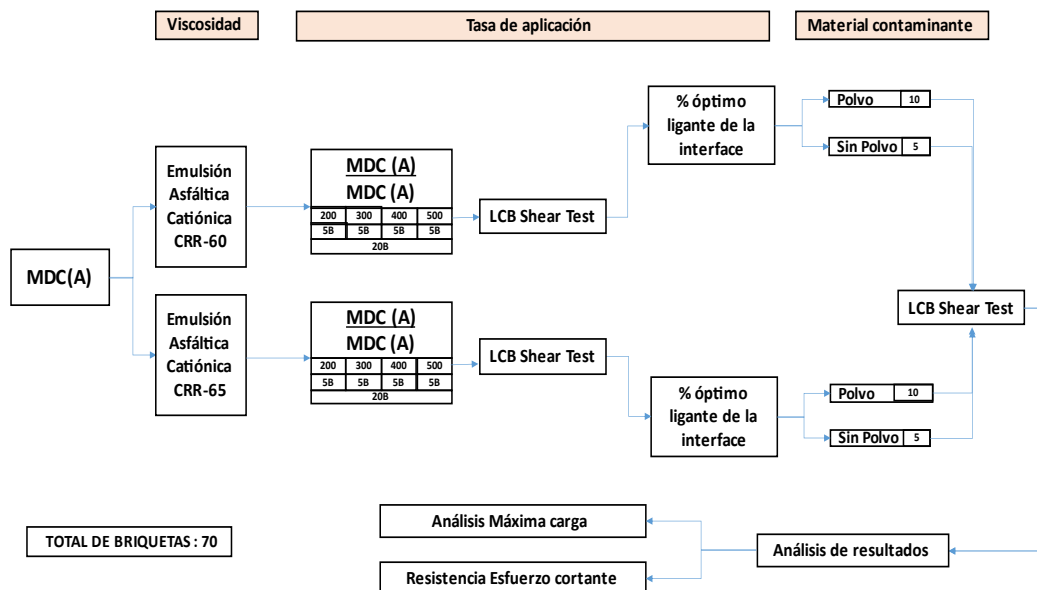 Viscosidad
Tasa de aplicación
Material contaminante
MDC(A)
Emulsión
Asfáltica
Catiónica
CRR-60
MDC (A)
MDC (A)
200 300 400 500
5B 5B 5B 5B
20B
LCB Shear Test
% óptimo
ligante de la
interface
Polvo 10
Sin Polvo 5
Emulsión
Asfáltica
Catiónica
CRR-65
MDC (A)
MDC (A)
200 300 400 500
5B 5B 5B 5B
20B
LCB Shear Test
% óptimo
ligante de la
interface
Polvo 10
Sin Polvo 5
LCB Shear Test
Análisis de resultados
Análisis Máxima carga
Resistencia Esfuerzo cortante
TOTAL DE BRIQUETAS : 70